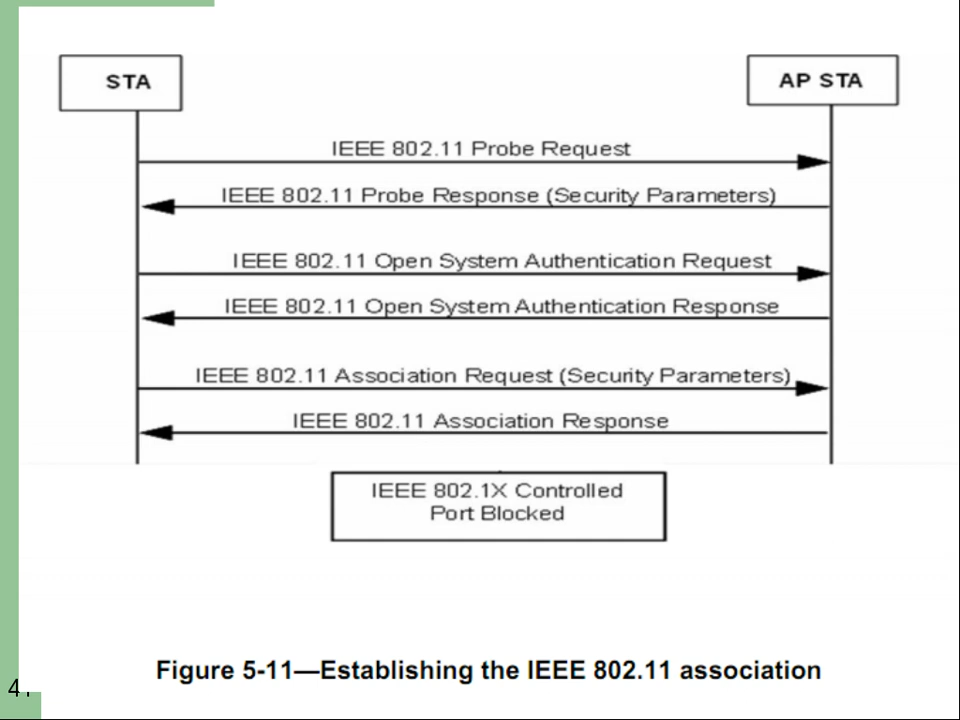 STA
AP STA
IEEE 802.11 Probe Request
IEEE 802.11 Probe Response (Security Parameters)
IEEE 802.11 Open System Authentication Request
IEEE 802.11 Open System Authentication Response
IEEE 802.11 Association Request (Security Parameters)
IEEE 802.11 Association Response
IEEE 802.1X Controlled
Port Blocked
Figure 5-11—Establishing the IEEE 802.11 association